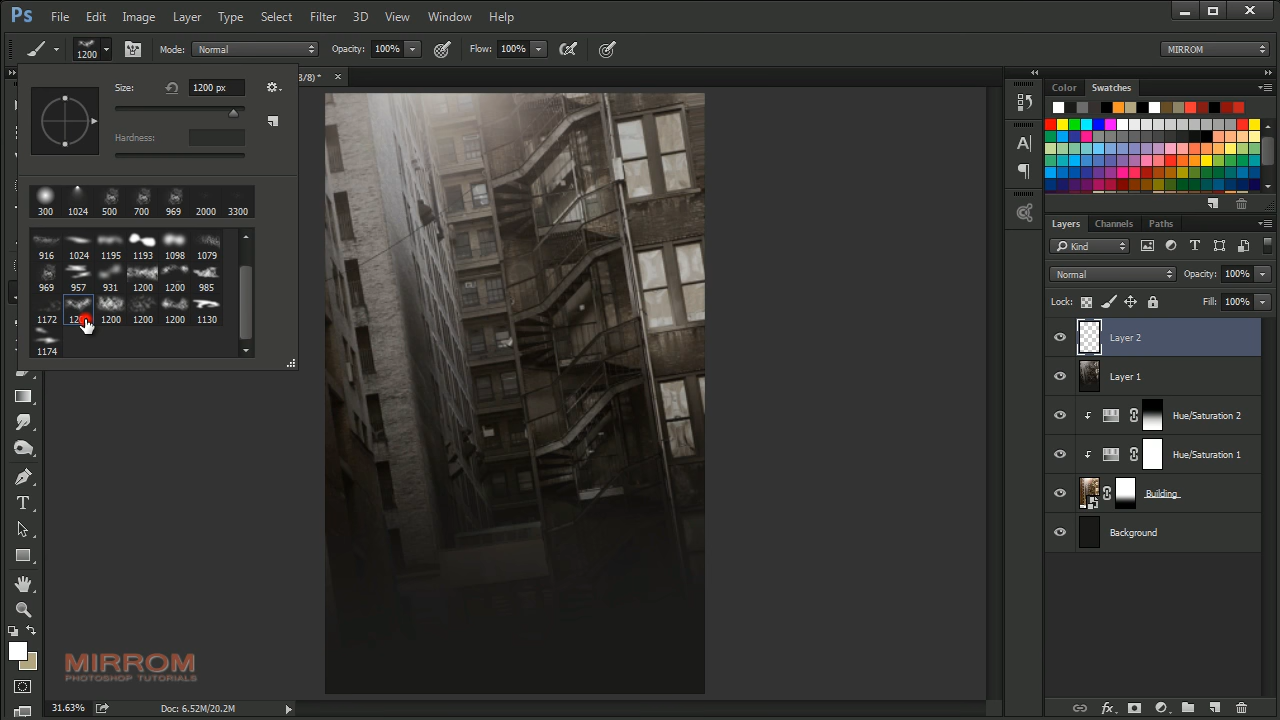 Ps File Edit Image Layer Type Select Filter 3D View Window Help
1200 Mode: Normal Opacity: 100% Flow: 100% MIRROM
3/8) * ×
Size: 1200 px
Hardness:
300 1024 500 700 969 2000 3300
916 1024 1195 1193 1098 1079
969 957 931 1200 1200 985
1172 1200 1200 1200 1130
1174
Color Swatches
Layers Channels Paths
Kind
Normal Opacity: 100%
Lock: Fill: 100%
Layer 2
Layer 1
Hue/Saturation 2
Hue/Saturation 1
Building
Background
MIRROM
PHOTOSHOP TUTORIALS
31.63% Doc: 6.52M/20.2M
fx